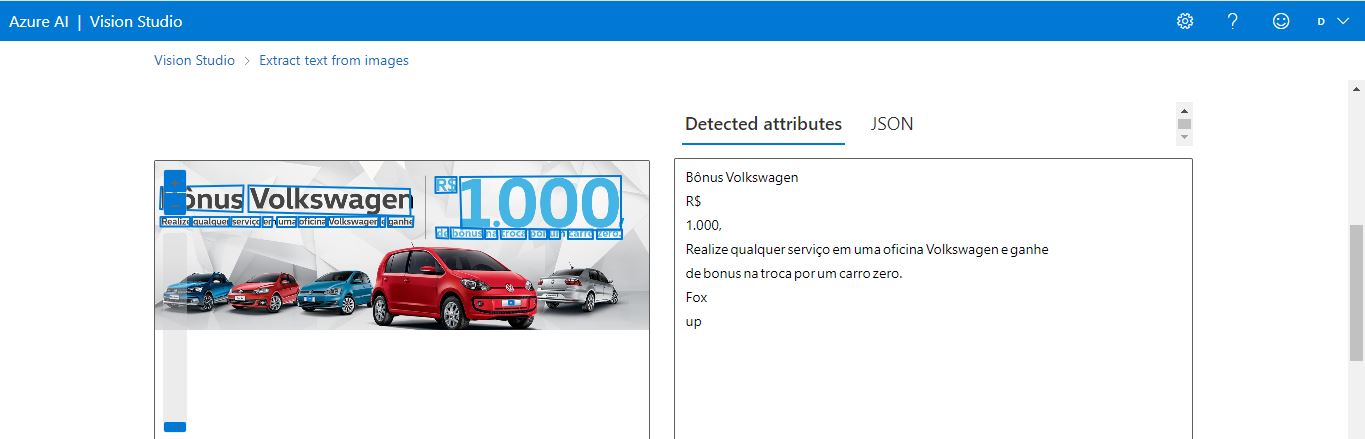 Azure AI | Vision Studio
D
Vision Studio > Extract text from images
Detected attributes
JSON
Bônus Volkswagen
Realize qualquer serviço em uma oficina Volkswagen e ganhe
R$
1.000,
de bônus na troca por um carro zero.
Bônus Volkswagen
R$
1.000,
Realize qualquer serviço em uma oficina Volkswagen e ganhe
de bonus na troca por um carro zero.
Fox
up